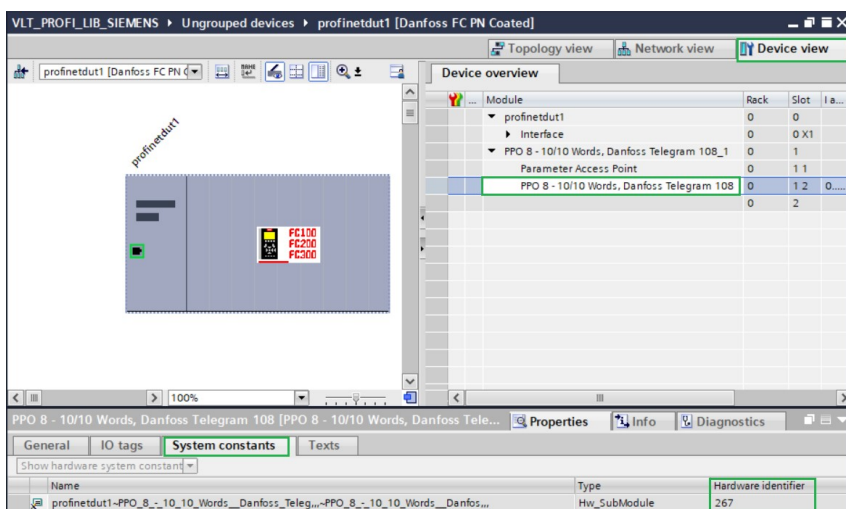 VLT_PROFI_LIB_SIEMENS ▸ Ungrouped devices ▸ profinetdut1 [Danfoss FC PN Coated]
Topology view Network view Device view
profinetdut1 [Danfoss FC PN C
Device overview
... Module Rack Slot I a...
profinetdut1 0 0
Interface 0 0 X1
PPO 8 - 10/10 Words, Danfoss Telegram 108_1 0 1
Parameter Access Point 0 1 1
PPO 8 - 10/10 Words, Danfoss Telegram 108 0 1 2 0....
0 2
profinetdut1
FC100
FC200
FC300
100%
PPO 8 - 10/10 Words, Danfoss Telegram 108 [PPO 8 - 10/10 Words, Danfoss Tele...
Properties Info Diagnostics
General IO tags System constants Texts
Show hardware system constant
Name Type Hardware identifier
profinetdut1~PPO_8_-_10_10_Words__Danfoss_Teleg,,,~PPO_8_-_10_10_Words__Danfos,,, Hw_SubModule 267